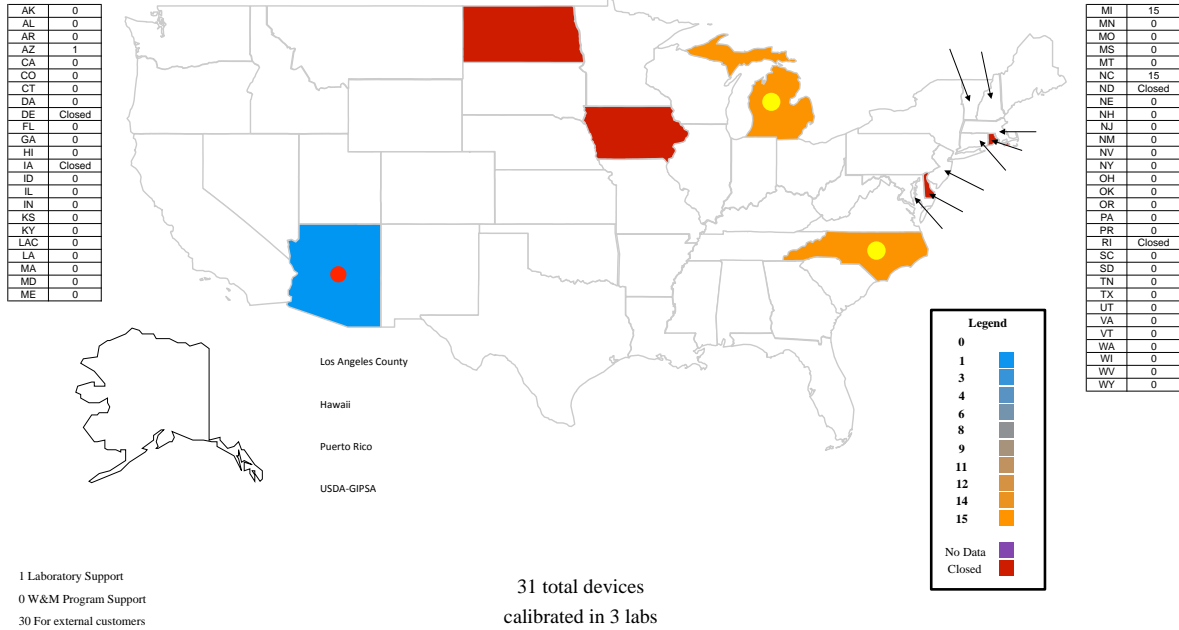 AK 0
AL 0
AR 0
AZ 1
CA 0
CO 0
CT 0
DA 0
DE Closed
FL 0
GA 0
HI 0
IA Closed
ID 0
IL 0
IN 0
KS 0
KY 0
LAC 0
LA 0
MA 0
MD 0
ME 0
MI 15
MN 0
MO 0
MS 0
MT 0
NC 15
ND Closed
NE 0
NH 0
NJ 0
NM 0
NV 0
NY 0
OH 0
OK 0
OR 0
PA 0
PR 0
RI Closed
SC 0
SD 0
TN 0
TX 0
UT 0
VA 0
VT 0
WA 0
WI 0
WV 0
WY 0
Los Angeles County
Hawaii
Puerto Rico
USDA-GIPSA
Legend
0
1
3
4
6
8
9
11
12
14
15
No Data
Closed
1 Laboratory Support
0 W&M Program Support
30 For external customers
31 total devices
calibrated in 3 labs